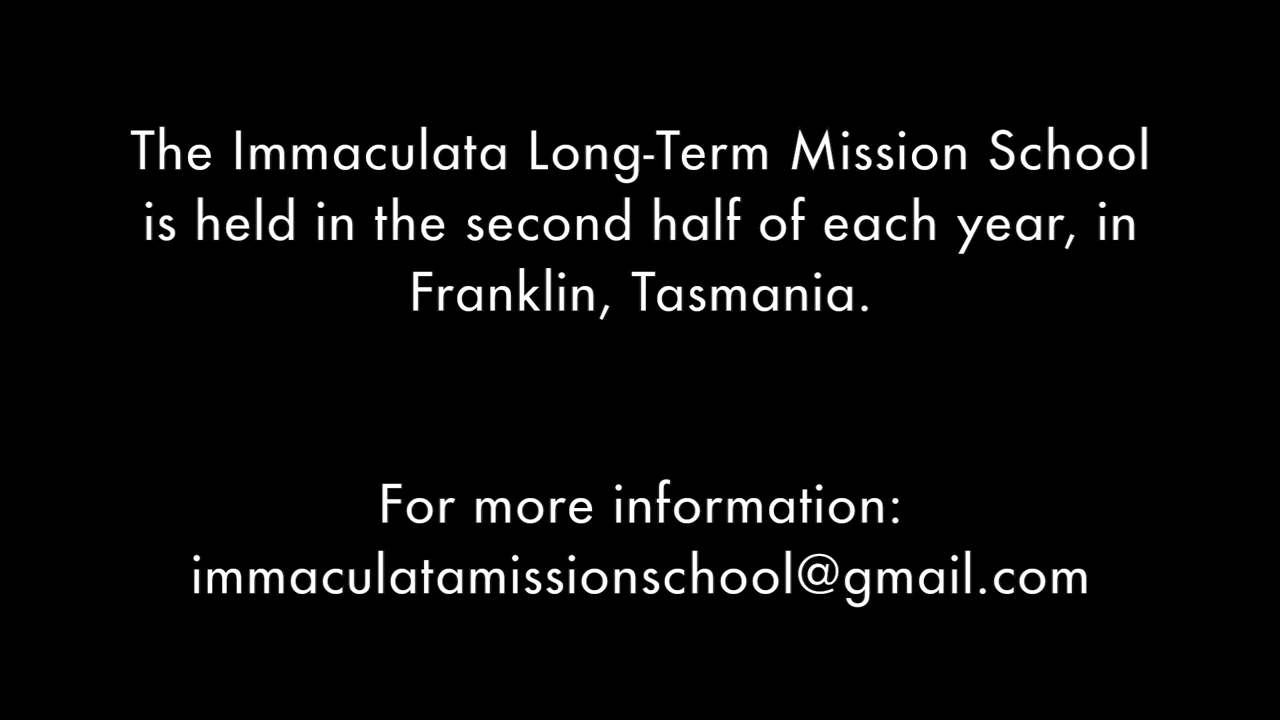 The Immaculata Long-Term Mission School
is held in the second half of each year, in
Franklin, Tasmania.
For more information:
immaculatamissionschool@gmail.com